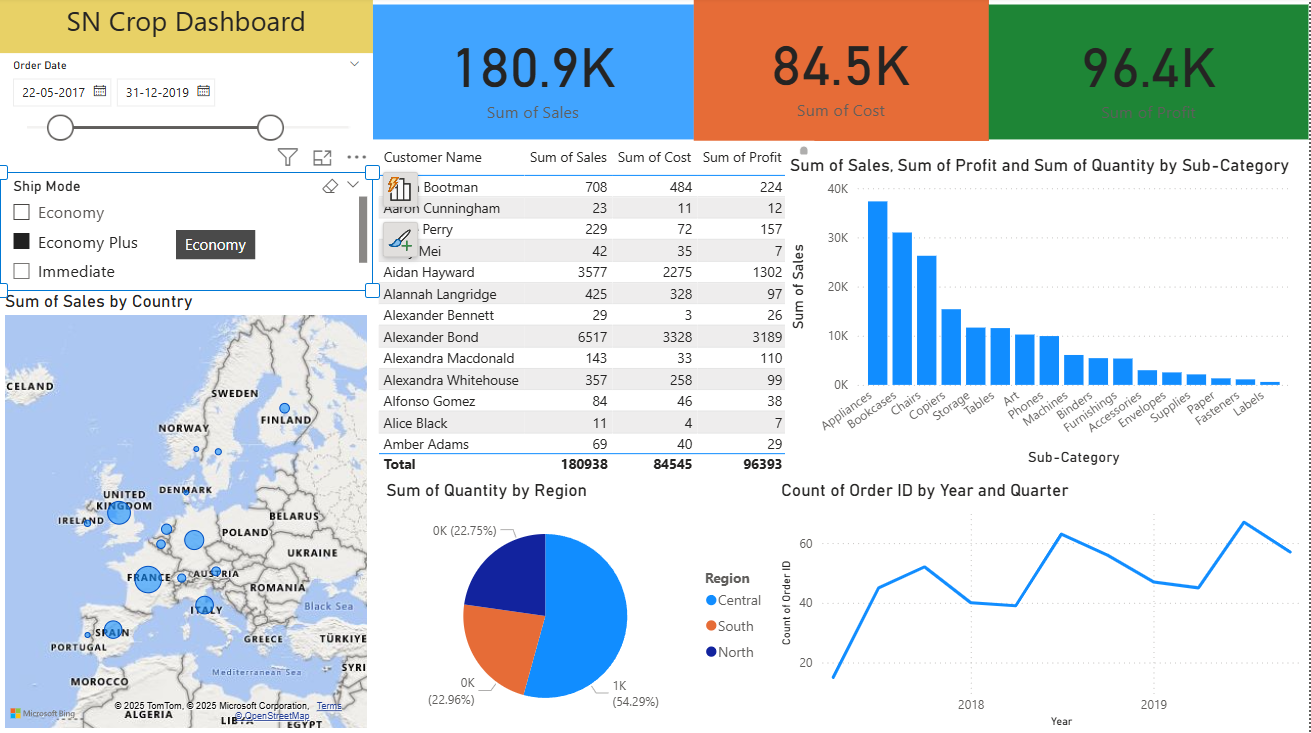 SN Crop Dashboard
Order Date
22-05-2017 31-12-2019
180.9K
Sum of Sales
84.5K
Sum of Cost
96.4K
Sum of Profit
Ship Mode
Economy
Economy Plus
Immediate
Economy
Sum of Sales by Country
ICELAND
SWEDEN
FINLAND
NORWAY
DENMARK
UNITED
KINGDOM
IRELAND
BELARUS
POLAND
UKRAINE
FRANCE
AUSTRIA
ROMANIA
Black Sea
ITALY
SPAIN
PORTUGAL
GREECE
TÜRKIYE
Mediterranean Sea
SYRI
MOROCCO
ALGERIA
LIBYA
EGYPT
Microsoft Bing
© 2025 TomTom, © 2025 Microsoft Corporation, Terms
© OpenStreetMap
Customer Name Sum of Sales Sum of Cost Sum of Profit
Bootman 708 484 224
Aaron Cunningham 23 11 12
Perry 229 72 157
Mei 42 35 7
Aidan Hayward 3577 2275 1302
Alannah Langridge 425 328 97
Alexander Bennett 29 3 26
Alexander Bond 6517 3328 3189
Alexandra Macdonald 143 33 110
Alexandra Whitehouse 357 258 99
Alfonso Gomez 84 46 38
Alice Black 11 4 7
Amber Adams 69 40 29
Total 180938 84545 96393
Sum of Sales, Sum of Profit and Sum of Quantity by Sub-Category
Sum of Sales
40K
30K
20K
10K
0K
Appliances
Bookcases
Chairs
Copiers
Storage
Tables
Art
Phones
Machines
Binders
Furnishings
Accessories
Envelopes
Supplies
Paper
Fasteners
Labels
Sub-Category
Sum of Quantity by Region
0K (22.75%)
0K
(22.96%)
1K
(54.29%)
Region
Central
South
North
Count of Order ID by Year and Quarter
Count of Order ID
60
40
20
2018 2019
Year